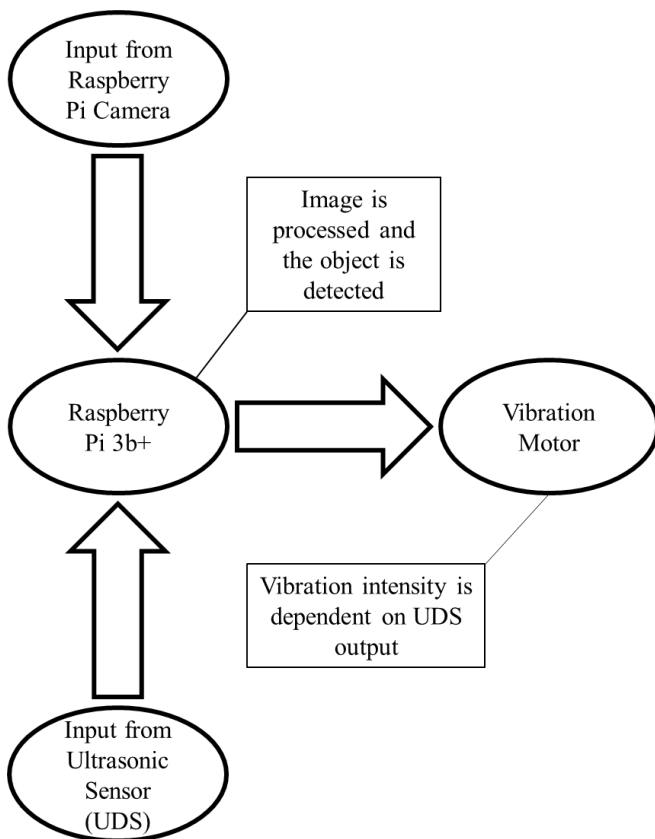 Input from
Raspberry
Pi Camera
Image is
processed and
the object is
detected
Raspberry
Pi 3b+
Vibration
Motor
Vibration intensity is
dependent on UDS
output
Input from
Ultrasonic
Sensor
(UDS)